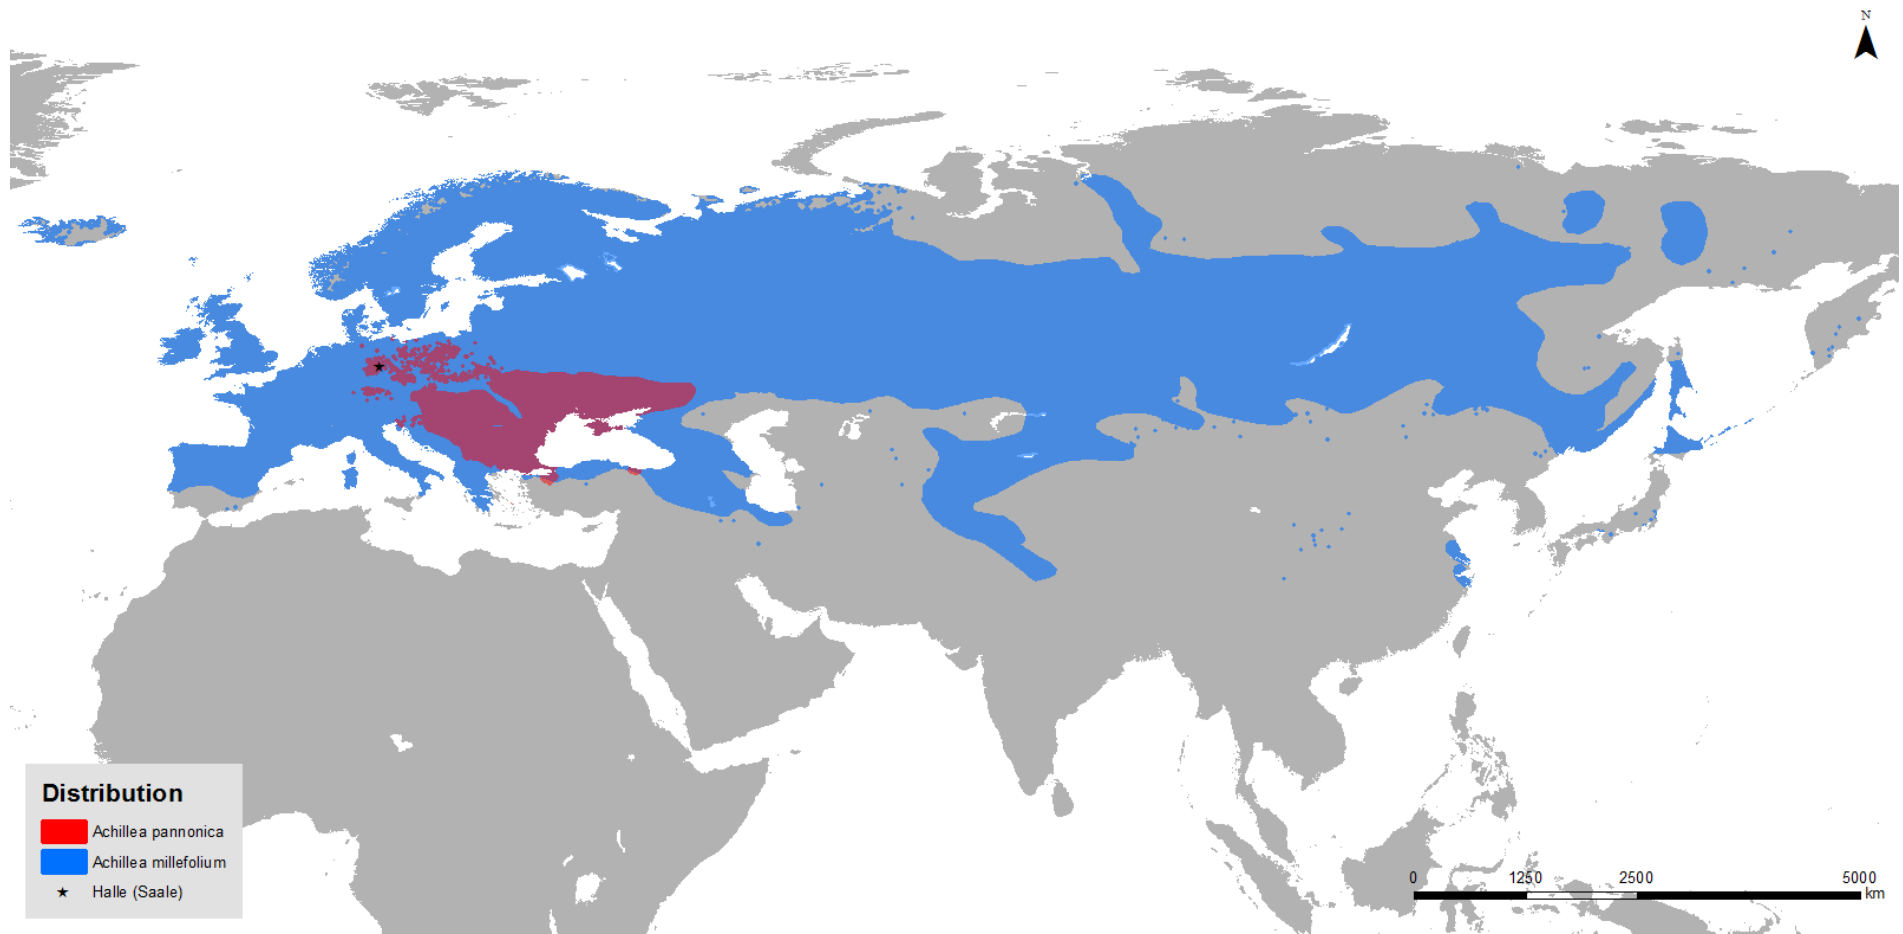 N
Distribution
Achillea pannonica
Achillea millefolium
Halle (Saale)
0 1250 2500 5000
km